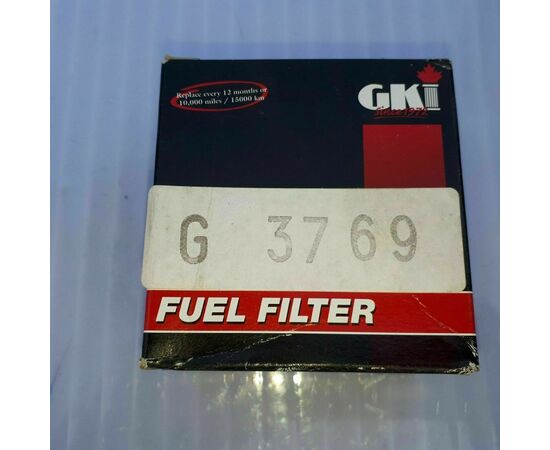 Replace every 12 months or
10,000 miles / 15000 km
GKI
Since 1972
G 3769
FUEL FILTER